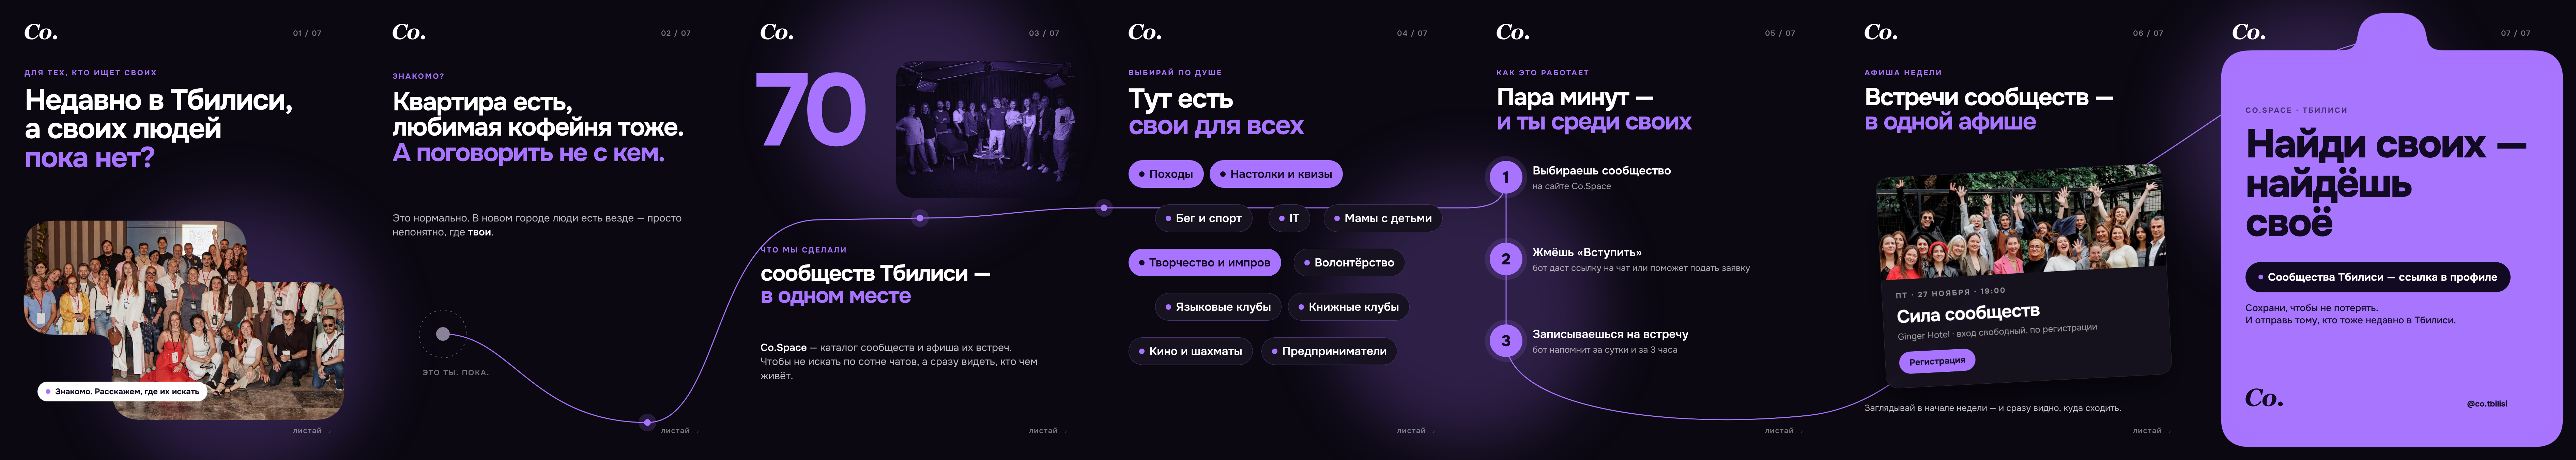 Co.
01 / 07
ДЛЯ ТЕХ, КТО ИЩЕТ СВОИХ
Недавно в Тбилиси,
а своих людей
пока нет?
Знакомо. Расскажем, где их искать
листай →
Co.
02 / 07
ЗНАКОМО?
Квартира есть,
любимая кофейня тоже.
А поговорить не с кем.
Это нормально. В новом городе люди есть везде — просто
непонятно, где твои.
ЭТО ТЫ. ПОКА.
листай →
Co.
03 / 07
70
ЧТО МЫ СДЕЛАЛИ
сообществ Тбилиси —
в одном месте
Co.Space — каталог сообществ и афиша их встреч.
Чтобы не искать по сотне чатов, а сразу видеть, кто чем
живёт.
листай →
Co.
04 / 07
ВЫБИРАЙ ПО ДУШЕ
Тут есть
свои для всех
Походы
Настолки и квизы
Бег и спорт
IT
Мамы с детьми
Творчество и импров
Волонтёрство
Языковые клубы
Книжные клубы
Кино и шахматы
Предприниматели
листай →
Co.
05 / 07
КАК ЭТО РАБОТАЕТ
Пара минут —
и ты среди своих
1
Выбираешь сообщество
на сайте Co.Space
2
Жмёшь «Вступить»
бот даст ссылку на чат или поможет подать заявку
3
Записываешься на встречу
бот напомнит за сутки и за 3 часа
листай →
Co.
06 / 07
АФИША НЕДЕЛИ
Встречи сообществ —
в одной афише
ПТ · 27 НОЯБРЯ · 19:00
Сила сообществ
Ginger Hotel · вход свободный, по регистрации
Регистрация
Заглядывай в начале недели — и сразу видно, куда сходить.
листай →
Co.
07 / 07
CO.SPACE · ТБИЛИСИ
Найди своих —
найдёшь
своё
Сообщества Тбилиси — ссылка в профиле
Сохрани, чтобы не потерять.
И отправь тому, кто тоже недавно в Тбилиси.
Co.
@co.tbilisi